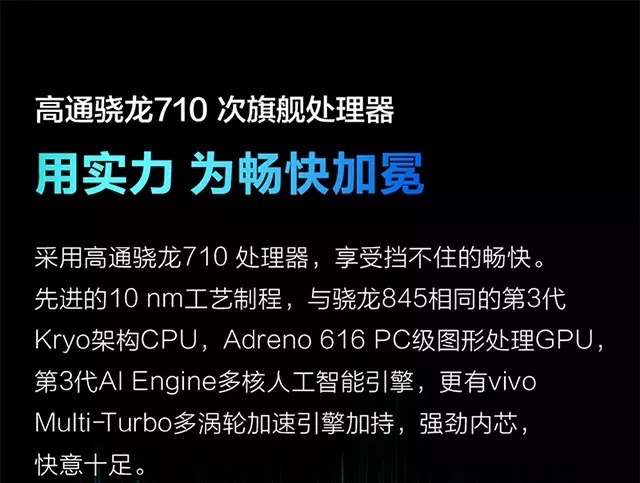 高通骁龙710 次旗舰处理器
用实力 为畅快加冕
采用高通骁龙710 处理器，享受挡不住的畅快。
先进的10 nm工艺制程，与骁龙845相同的第3代
Kryo架构CPU，Adreno 616 PC级图形处理GPU，
第3代AI Engine多核人工智能引擎，更有vivo
Multi-Turbo多涡轮加速引擎加持，强劲内芯，
快意十足。